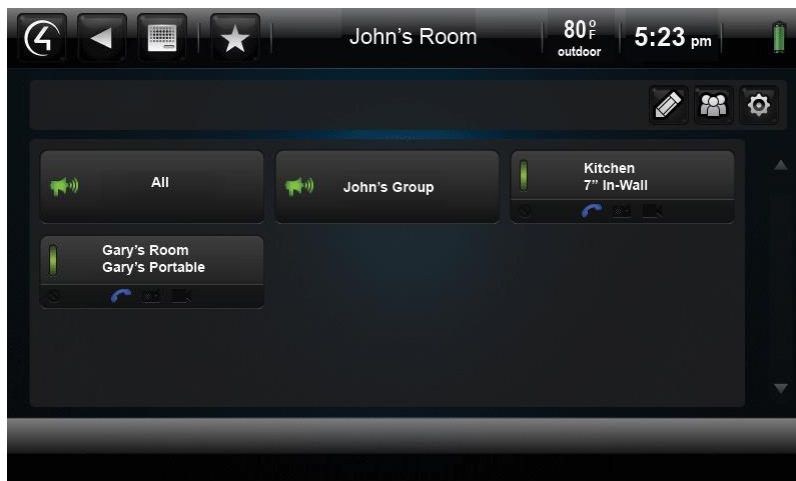 John's Room
80°F
outdoor
5:23 pm
All
John's Group
Kitchen
7" In-Wall
Gary's Room
Gary's Portable